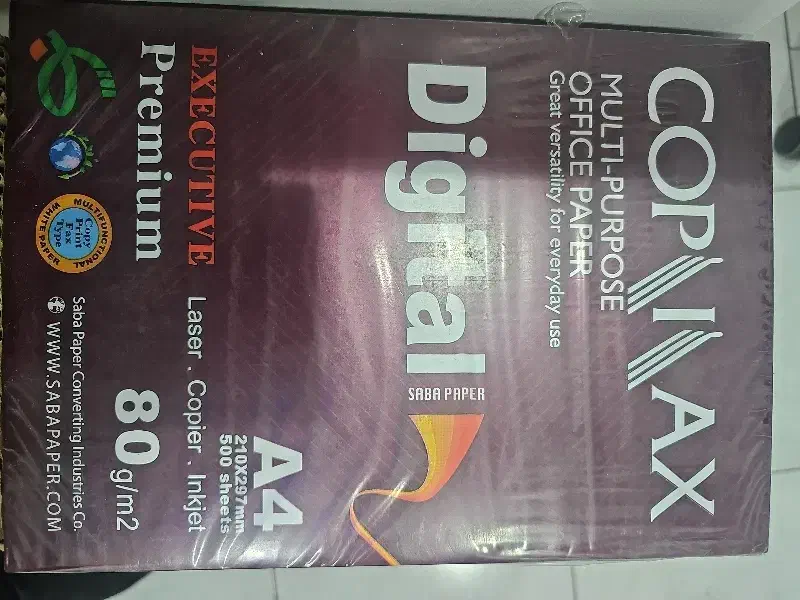 COPIMAX
MULTI-PURPOSE
OFFICE PAPER
Great versatility for everyday use
Digital
SABA PAPER
A4
210X297mm
500 sheets
EXECUTIVE
Laser . Copier . Inkjet
Premium
80 g/m2
MULTIFUNCTIONAL
Copy
Print
Fax
Type
WHITE PAPER
Saba Paper Converting Industries Co.
WWW.SABAPAPER.COM